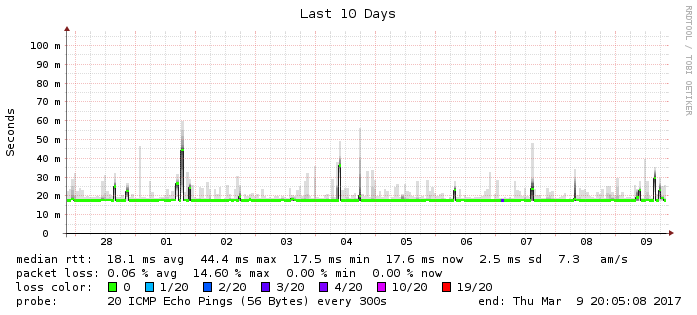 Last 10 Days
RRDTOOL / TOBI OETIKER
Seconds
100 m
90 m
80 m
70 m
60 m
50 m
40 m
30 m
20 m
10 m
0
28 01 02 03 04 05 06 07 08 09
median rtt: 18.1 ms avg 44.4 ms max 17.5 ms min 17.6 ms now 2.5 ms sd 7.3 am/s
packet loss: 0.06 % avg 14.60 % max 0.00 % min 0.00 % now
loss color: 0 1/20 2/20 3/20 4/20 10/20 19/20
probe: 20 ICMP Echo Pings (56 Bytes) every 300s end: Thu Mar 9 20:05:08 2017